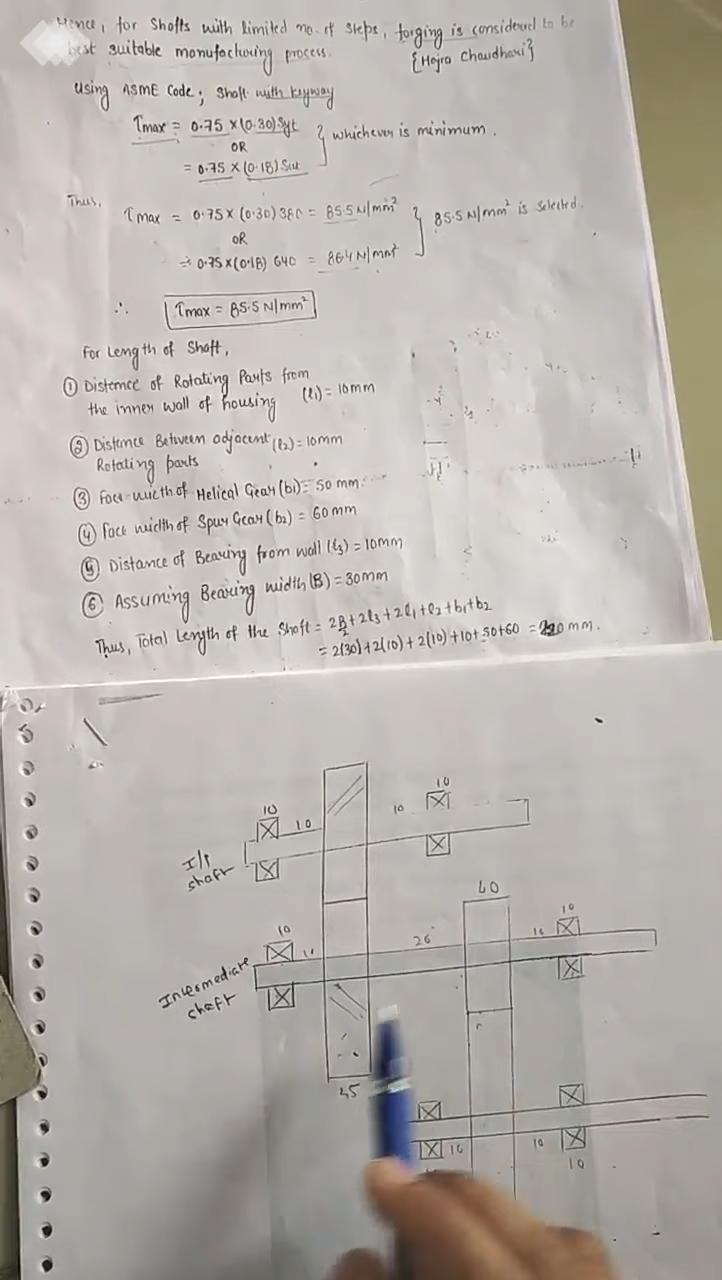 Hence, for Shafts with limited no. of steps, forging is considered to be
best suitable manufacturing process. {Hajra Chaudhari}
Using ASME Code; Shaft with keyway
τmax = 0.75 × (0.30) Syt
OR
= 0.75 × (0.18) Sut
} whichever is minimum.
Thus,
τmax = 0.75 × (0.30) 380 = 85.5 N/mm²
OR
= 0.75 × (0.18) 640 = 86.4 N/mm²
} 85.5 N/mm² is selected.
∴ τmax = 85.5 N/mm²
For Length of Shaft,
① Distance of Rotating Parts from
the inner wall of housing (l₁) = 10mm
② Distance Between adjacent (l₂) = 10mm
Rotating parts
③ Face width of Helical Gear (b₁) = 50 mm.
④ Face width of Spur Gear (b₂) = 60mm
⑤ Distance of Bearing from wall (l₃) = 10mm
⑥ Assuming Bearing width (B) = 30mm
Thus, Total Length of the Shaft = 2B/2 + 2l₃ + 2l₁ + l₂ + b₁ + b₂
= 2(30) + 2(10) + 2(10) + 10 + 50 + 60 = 220 mm.
10
10
10
10
I/P
shaft
40
10
10
26
10
10
Intermediate
shaft
45
10
10
10